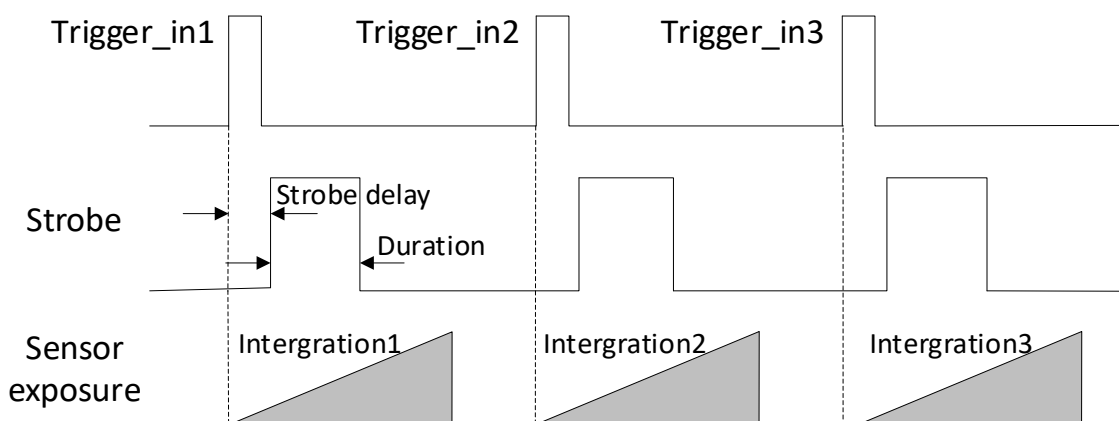 Trigger_in1
Trigger_in2
Trigger_in3
Strobe
Strobe delay
Duration
Sensor
exposure
Intergration1
Intergration2
Intergration3